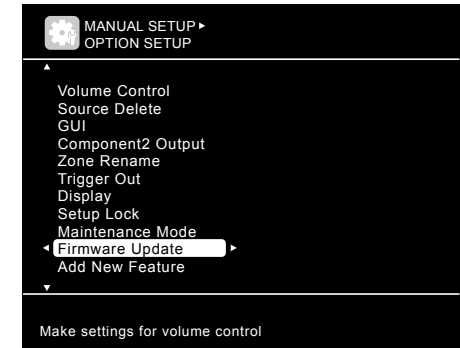 MANUAL SETUP
OPTION SETUP
Volume Control
Source Delete
GUI
Component2 Output
Zone Rename
Trigger Out
Display
Setup Lock
Maintenance Mode
Firmware Update
Add New Feature
Make settings for volume control